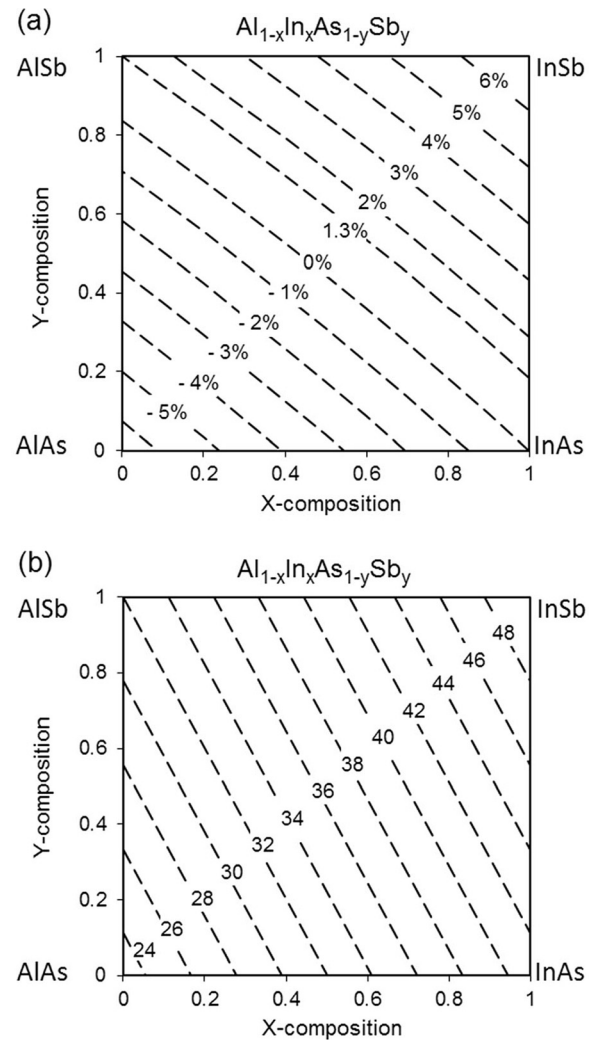 (a)
Al1-xInxAs1-ySby
AlSb
InSb
1
0.8
0.6
0.4
0.2
0
Y-composition
6%
5%
4%
3%
2%
1.3%
0%
- 1%
- 2%
- 3%
- 4%
- 5%
AlAs
InAs
0 0.2 0.4 0.6 0.8 1
X-composition
(b)
Al1-xInxAs1-ySby
AlSb
InSb
1
0.8
0.6
0.4
0.2
0
Y-composition
48
46
44
42
40
38
36
34
32
30
28
26
24
AlAs
InAs
0 0.2 0.4 0.6 0.8 1
X-composition